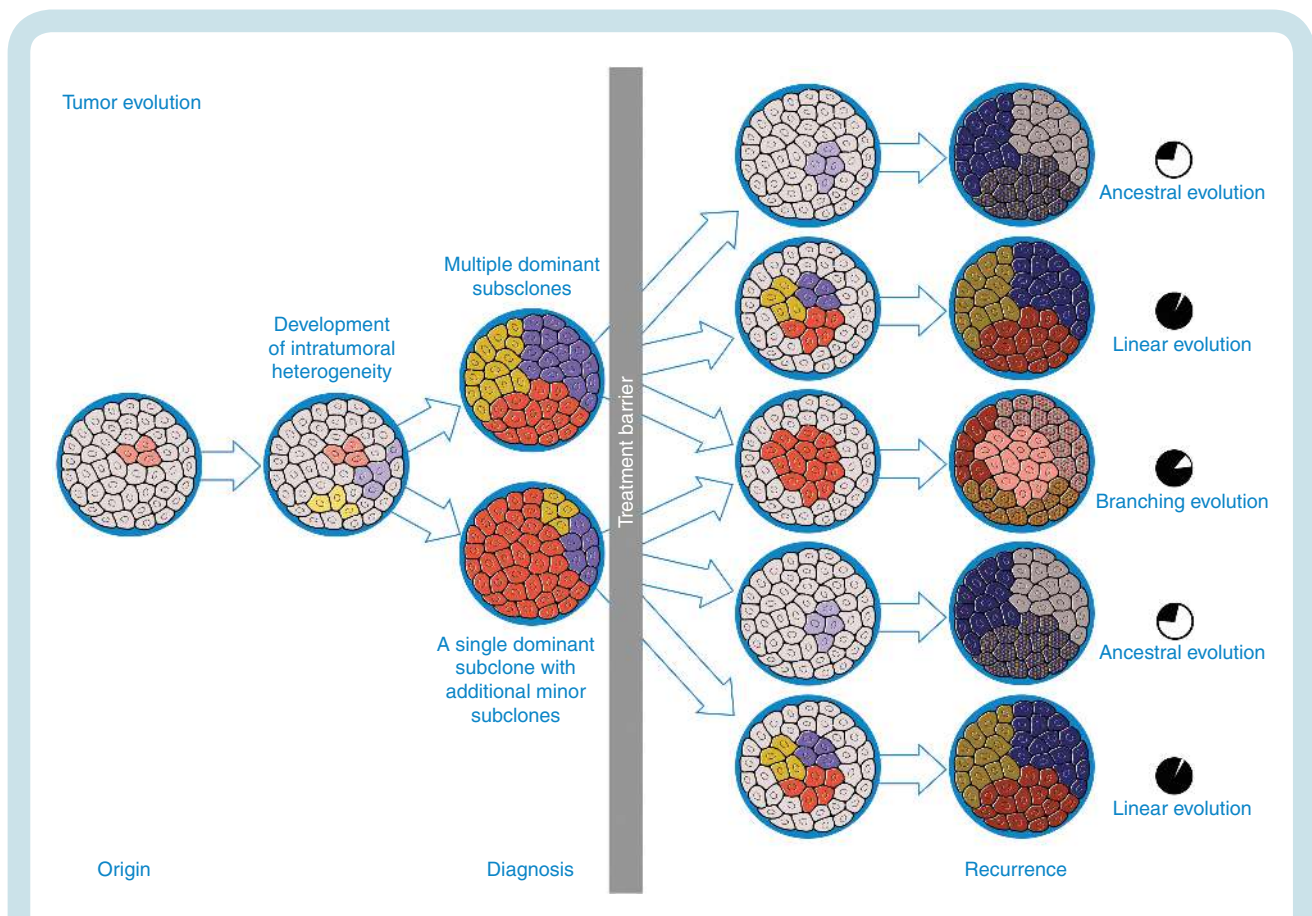 Tumor evolution
Development
of intratumoral
heterogeneity
Multiple dominant
subsclones
A single dominant
subclone with
additional minor
subclones
Treatment barrier
Ancestral evolution
Linear evolution
Branching evolution
Ancestral evolution
Linear evolution
Origin
Diagnosis
Recurrence